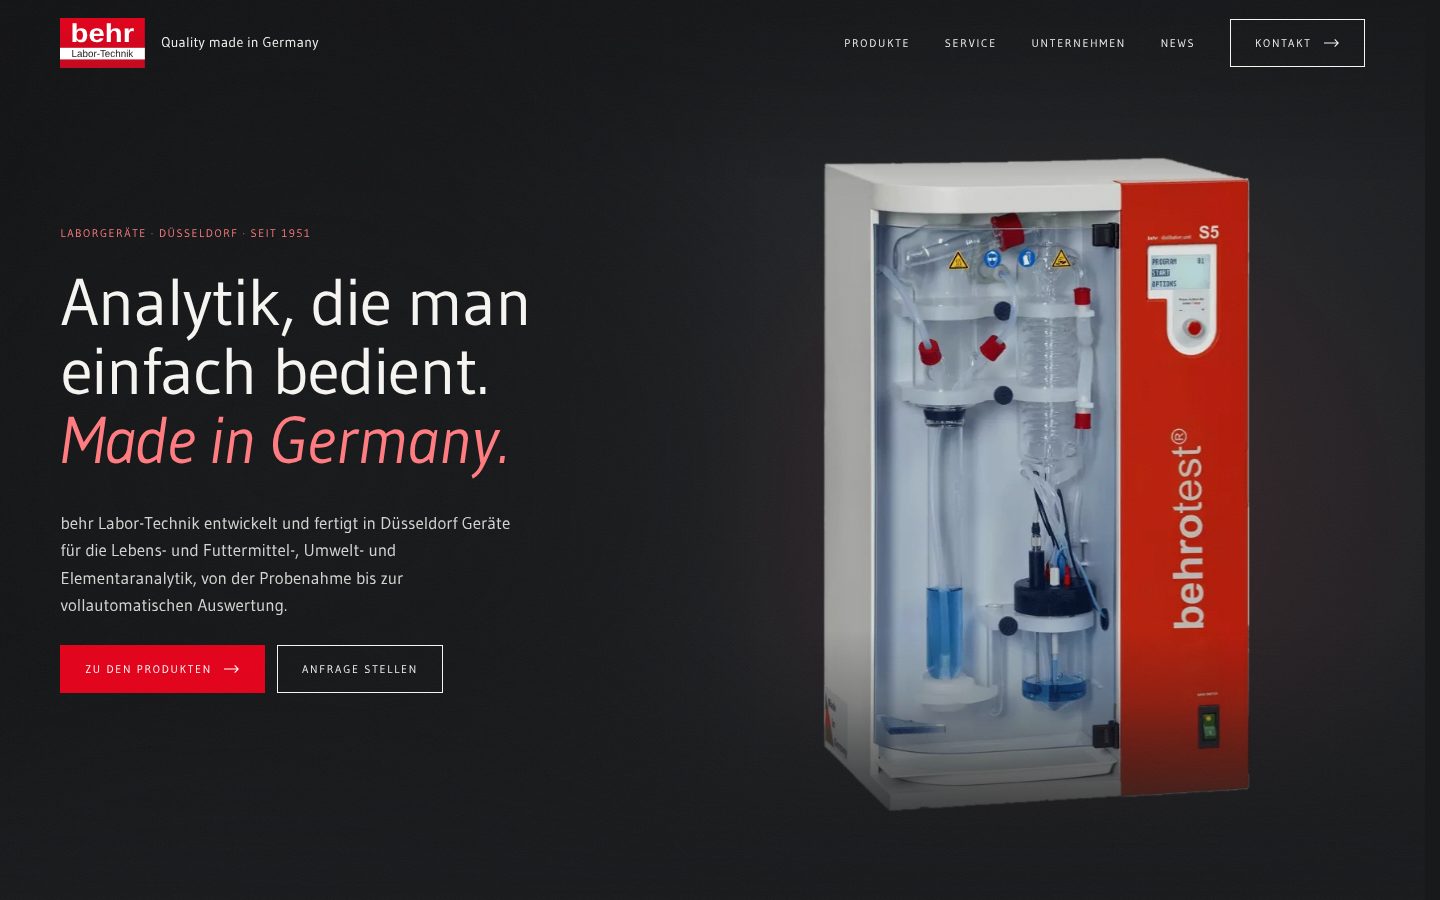 behr
Labor-Technik
Quality made in Germany
PRODUKTE
SERVICE
UNTERNEHMEN
NEWS
KONTAKT
LABORGERÄTE · DÜSSELDORF · SEIT 1951
Analytik, die man
einfach bedient.
Made in Germany.
behr Labor-Technik entwickelt und fertigt in Düsseldorf Geräte
für die Lebens- und Futtermittel-, Umwelt- und
Elementaranalytik, von der Probenahme bis zur
vollautomatischen Auswertung.
ZU DEN PRODUKTEN
ANFRAGE STELLEN
S5
PROGRAM
START
OPTIONS
behrotest®